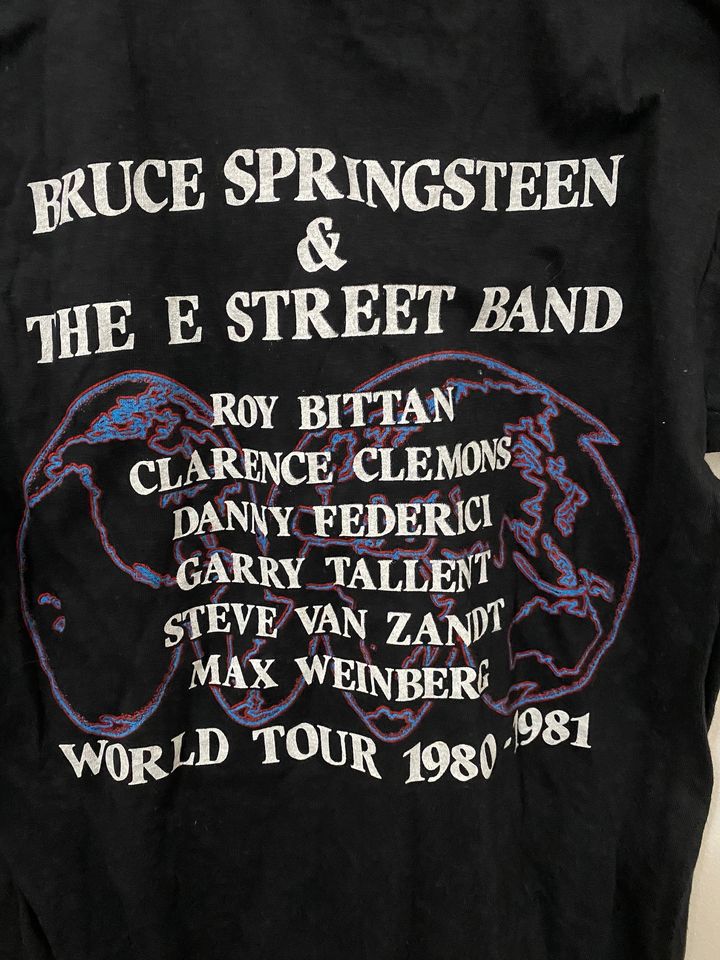 BRUCE SPRINGSTEEN
&
THE E STREET BAND
ROY BITTAN
CLARENCE CLEMONS
DANNY FEDERICI
GARRY TALLENT
STEVE VAN ZANDT
MAX WEINBERG
WORLD TOUR 1980-1981